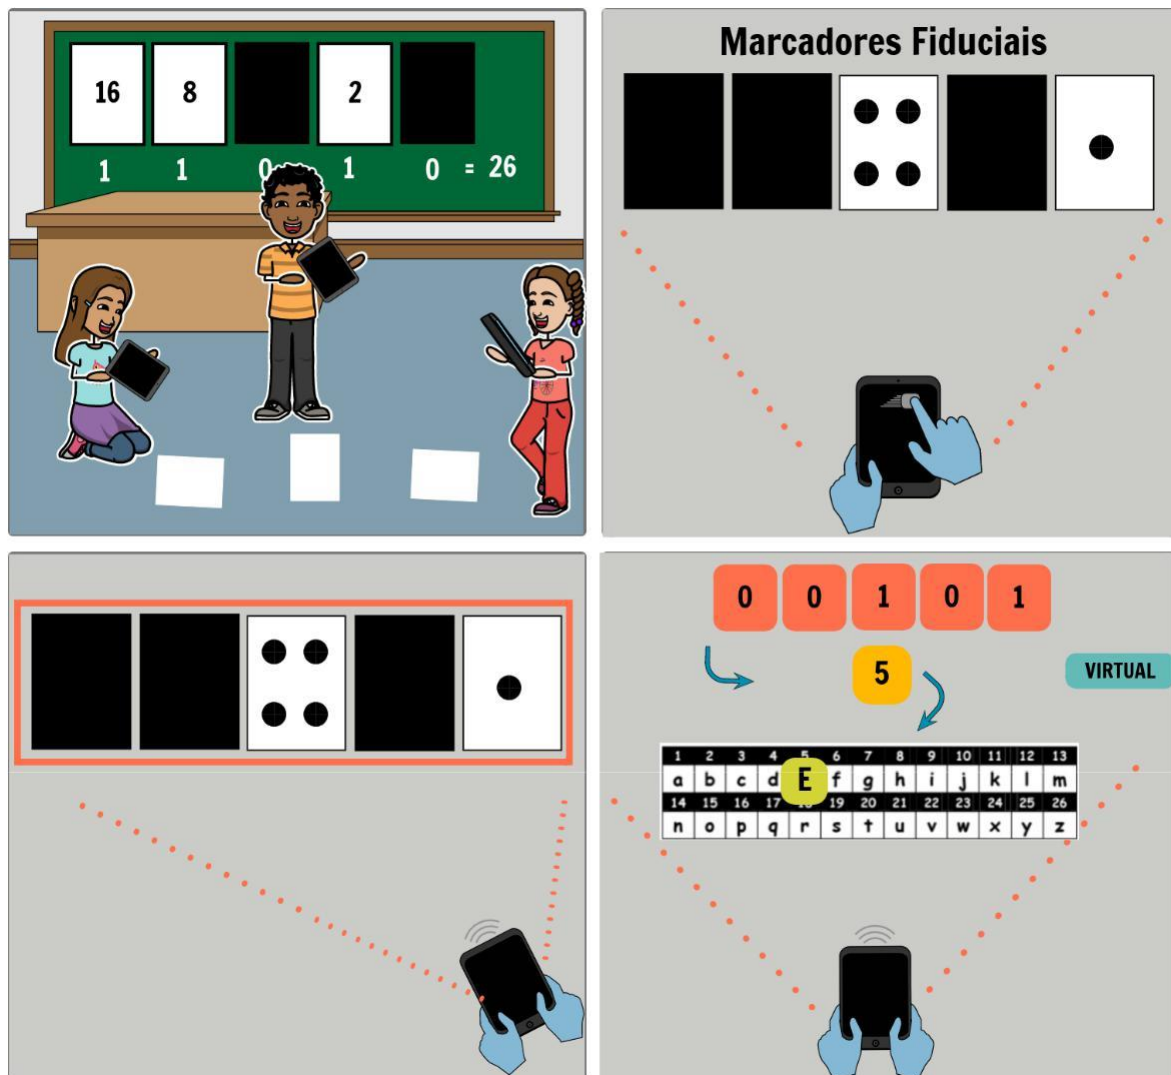 16 8 2
1 1 0 1 0 = 26
Marcadores Fiduciais
0 0 1 0 1
5
VIRTUAL
1 2 3 4 5 6 7 8 9 10 11 12 13
a b c d E f g h i j k l m
14 15 16 17 18 19 20 21 22 23 24 25 26
n o p q r s t u v w x y z